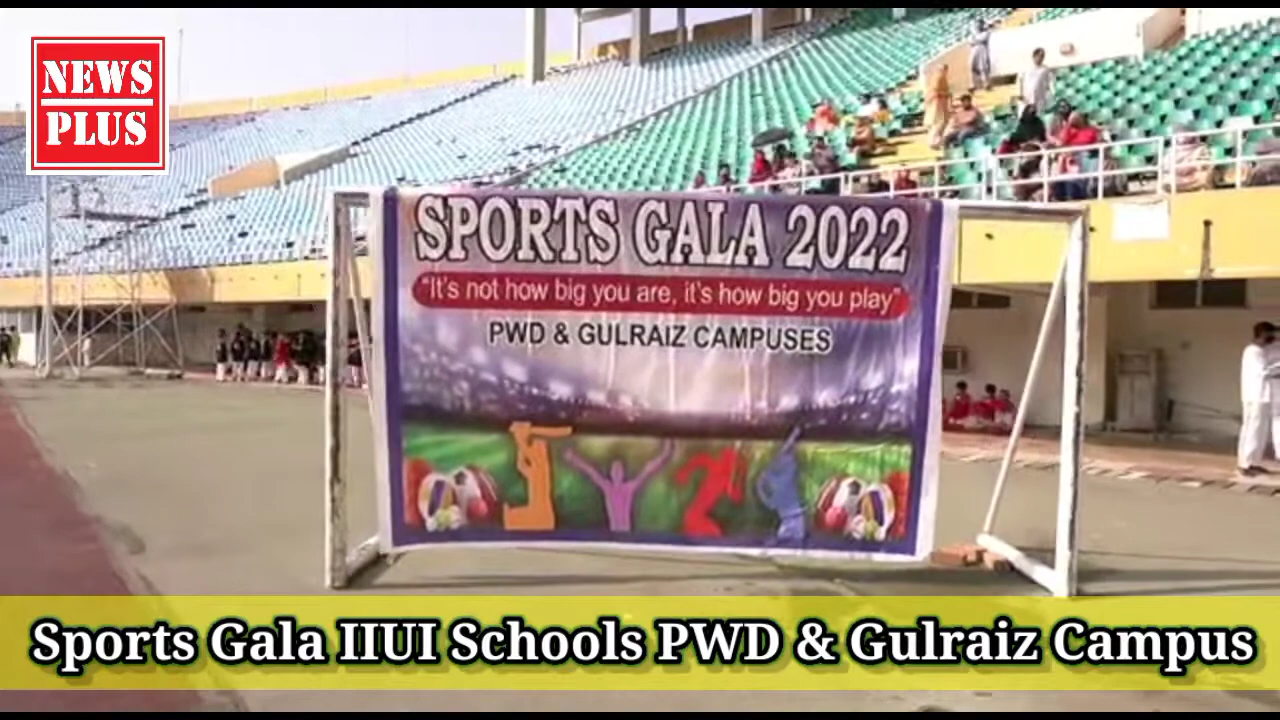 NEWS
PLUS
SPORTS GALA 2022
"It's not how big you are, it's how big you play"
PWD & GULRAIZ CAMPUSES
Sports Gala IIUI Schools PWD & Gulraiz Campus